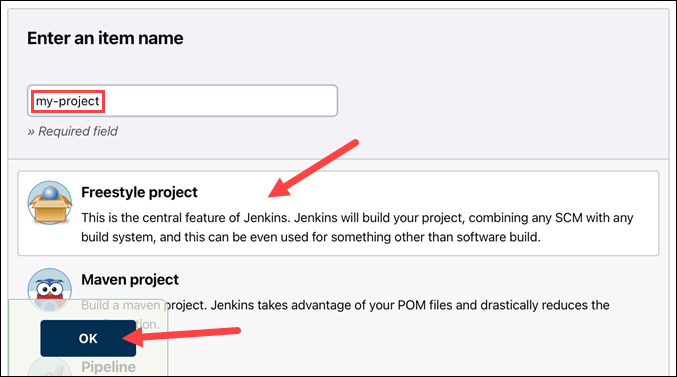 Enter an item name
my-project
» Required field
Freestyle project
This is the central feature of Jenkins. Jenkins will build your project, combining any SCM with any
build system, and this can be even used for something other than software build.
Maven project
Build a maven project. Jenkins takes advantage of your POM files and drastically reduces the
OK
Pipeline